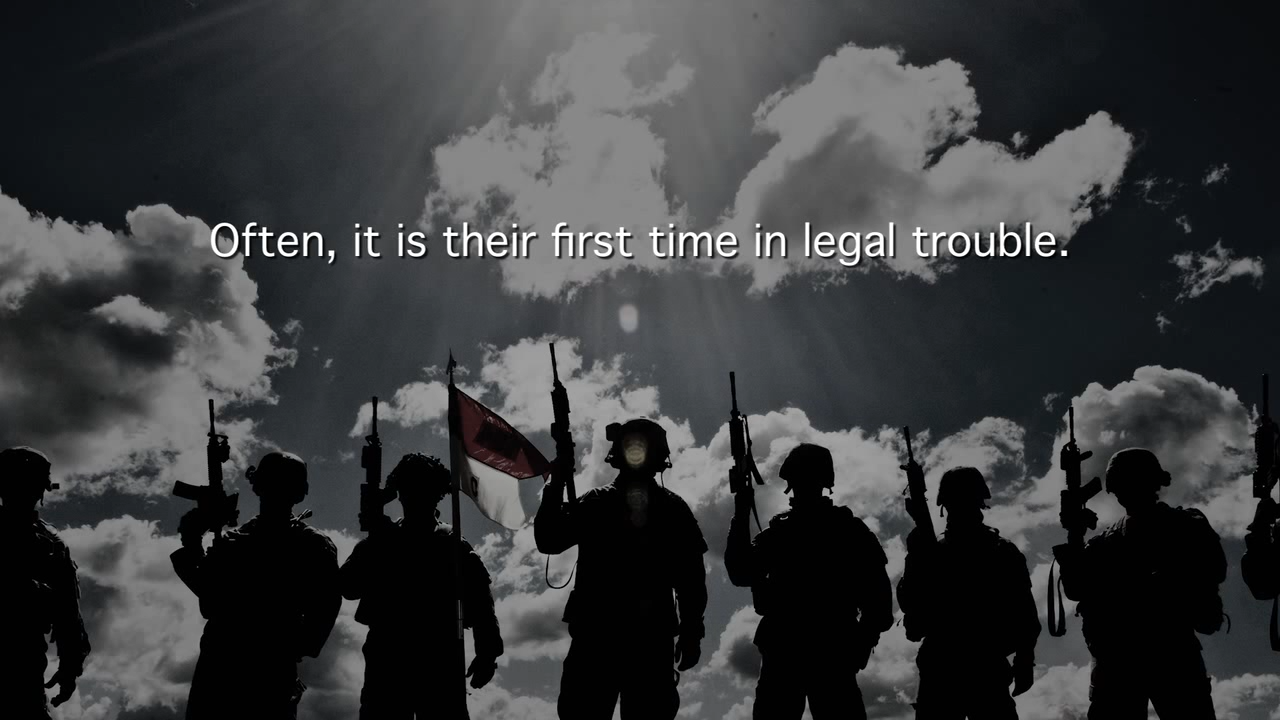 Often, it is their first time in legal trouble.